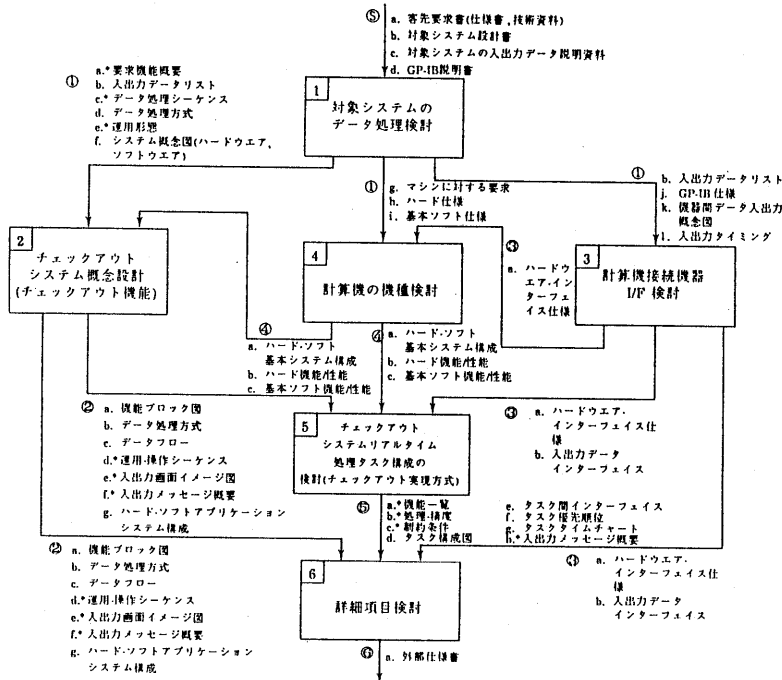 ⑤
a. 客先要求書(仕様書,技術資料)
b. 対象システム設計書
c. 対象システムの入出力データ説明資料
d. GP-IB説明書
①
a.*要求機能概要
b. 入出力データリスト
c.*データ処理シーケンス
d. データ処理方式
e.*運用形態
f. システム概念図(ハードウエア,
ソフトウエア)
1
対象システムの
データ処理検討
①
g. マシンに対する要求
h. ハード仕様
i. 基本ソフト仕様
①
b. 入出力データリスト
j. GP-IB仕様
k. 機器間データ入出力
概念図
l. 入出力タイミング
2
チェックアウト
システム概念設計
(チェックアウト機能)
4
計算機の機種検討
③
a. ハードウ
エア・イン
ターフェ
イス仕様
3
計算機接続機器
I/F 検討
④
a. ハード・ソフト
基本システム構成
b. ハード機能/性能
c. 基本ソフト機能/性能
④
a. ハード・ソフト
基本システム構成
b. ハード機能/性能
c. 基本ソフト機能/性能
② a. 機能ブロック図
b. データ処理方式
c. データフロー
d.*運用・操作シーケンス
e.*入出力画面イメージ図
f.*入出力メッセージ概要
g. ハード・ソフトアプリケーション
システム構成
5
チェックアウト
システムリアルタイム
処理タスク構成の
検討(チェックアウト実現方式)
③ a. ハードウエア・
インターフェイス仕
様
b. 入出力データ
インターフェイス
⑤
a.*機能一覧
b.*処理・精度
c.*制約条件
d. タスク構成図
e. タスク間インターフェイス
f. タスク優先順位
g. タスクタイムチャート
h.*入出力メッセージ概要
② a. 機能ブロック図
b. データ処理方式
c. データフロー
d.*運用・操作シーケンス
e.*入出力画面イメージ図
f.*入出力メッセージ概要
g. ハード・ソフトアプリケーション
システム構成
6
詳細項目検討
③ a. ハードウエア・
インターフェイス仕
様
b. 入出力データ
インターフェイス
⑥ a. 外部仕様書